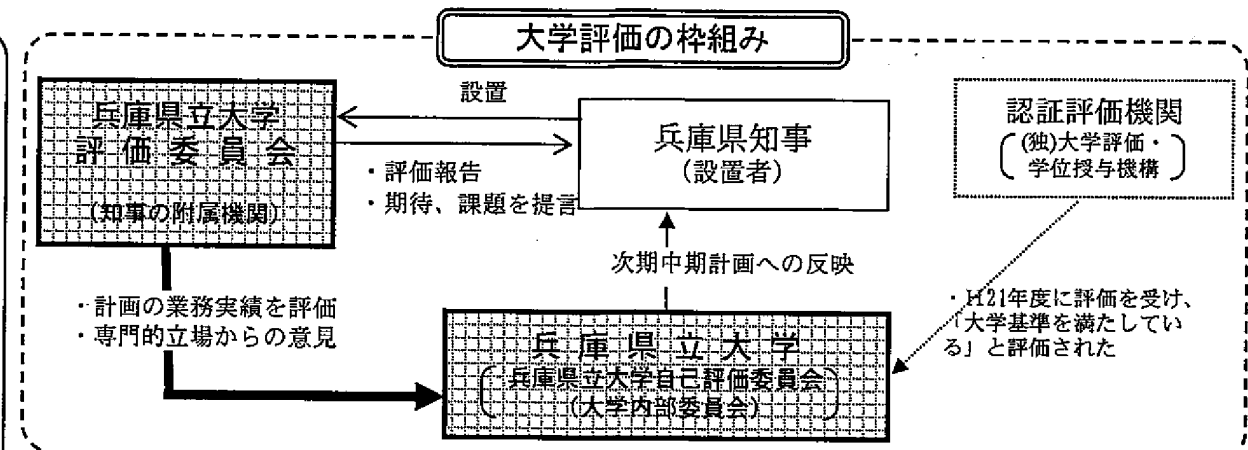 大学評価の枠組み
兵庫県立大学
評価委員会
(知事の附属機関)
設置
・評価報告
・期待、課題を提言
兵庫県知事
(設置者)
認証評価機関
(独)大学評価・
学位授与機構
次期中期計画への反映
・計画の業務実績を評価
・専門的立場からの意見
・H21年度に評価を受け、
「大学基準を満たしてい
る」と評価された
兵庫県立大学
兵庫県立大学自己評価委員会
(大学内部委員会)